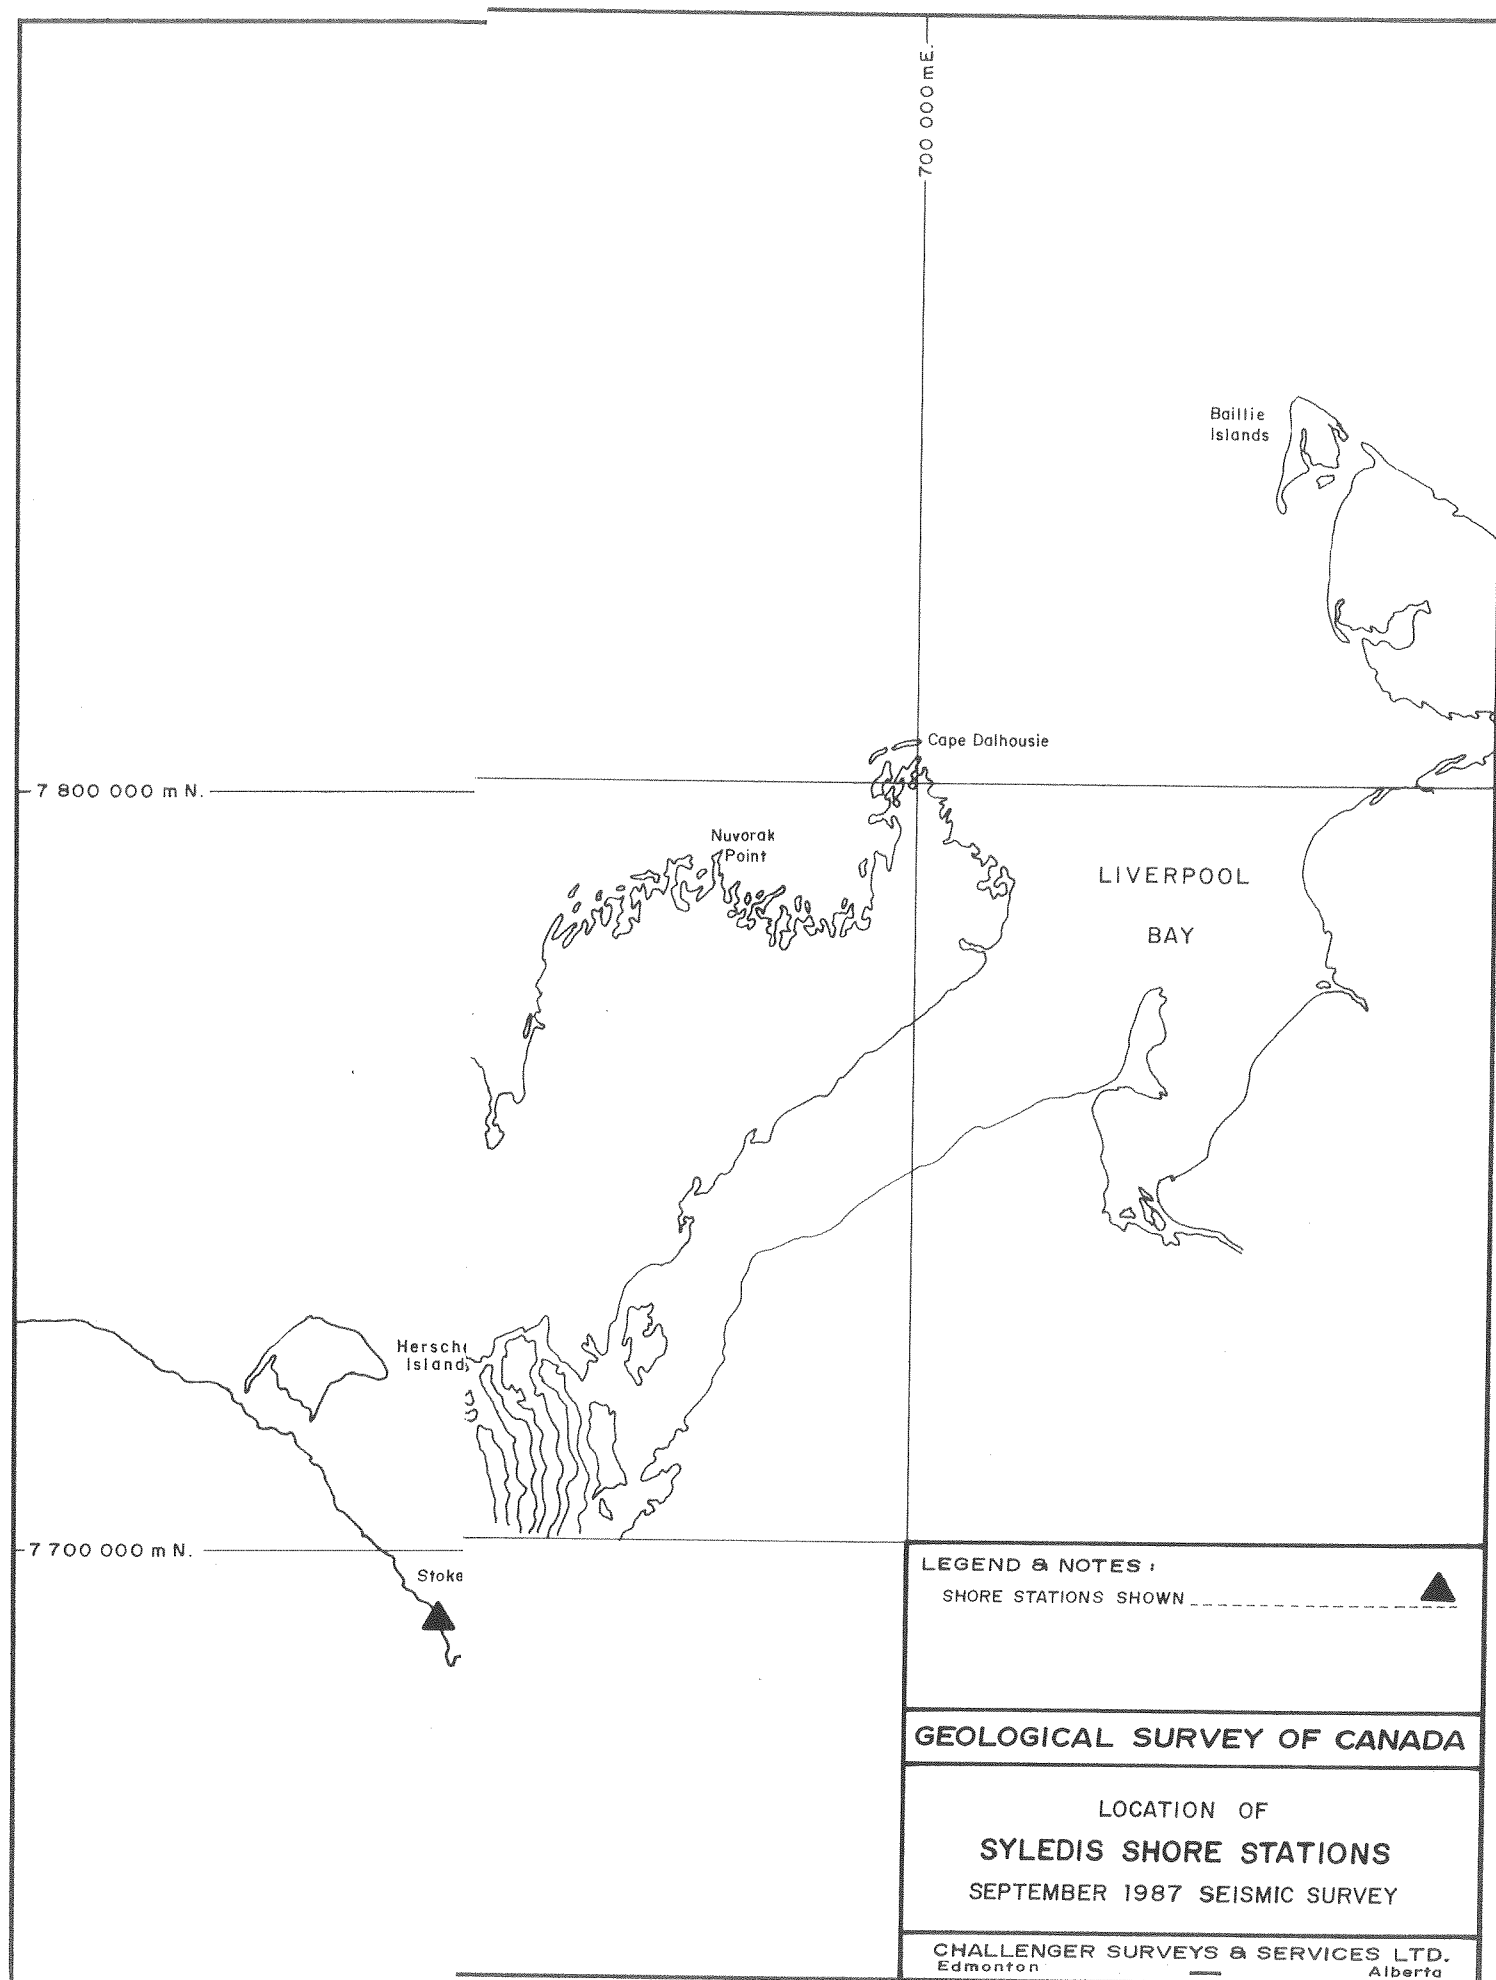 700 000 mE.
Baillie
Islands
Cape Dalhousie
7 800 000 m N.
Nuvorak
Point
LIVERPOOL
BAY
Hersche
Island
7 700 000 m N.
Stoke
LEGEND & NOTES :
SHORE STATIONS SHOWN
GEOLOGICAL SURVEY OF CANADA
LOCATION OF
SYLEDIS SHORE STATIONS
SEPTEMBER 1987 SEISMIC SURVEY
CHALLENGER SURVEYS & SERVICES LTD.
Edmonton Alberta